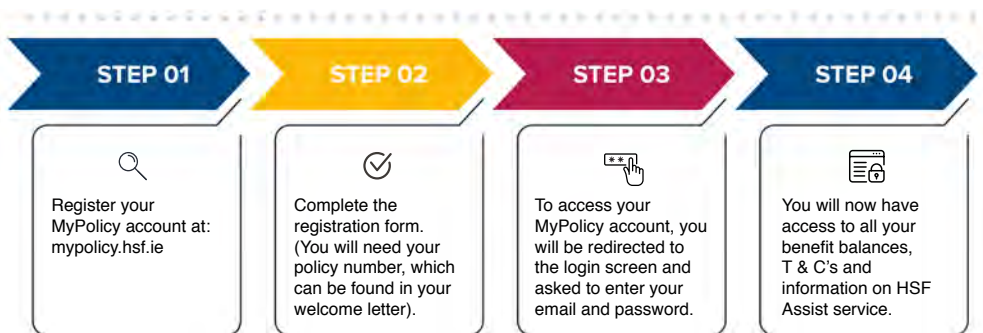 STEP 01
Register your
MyPolicy account at:
mypolicy.hsf.ie
STEP 02
Complete the
registration form.
(You will need your
policy number, which
can be found in your
welcome letter).
STEP 03
**
To access your
MyPolicy account, you
will be redirected to
the login screen and
asked to enter your
email and password.
STEP 04
You will now have
access to all your
benefit balances,
T & C's and
information on HSF
Assist service.